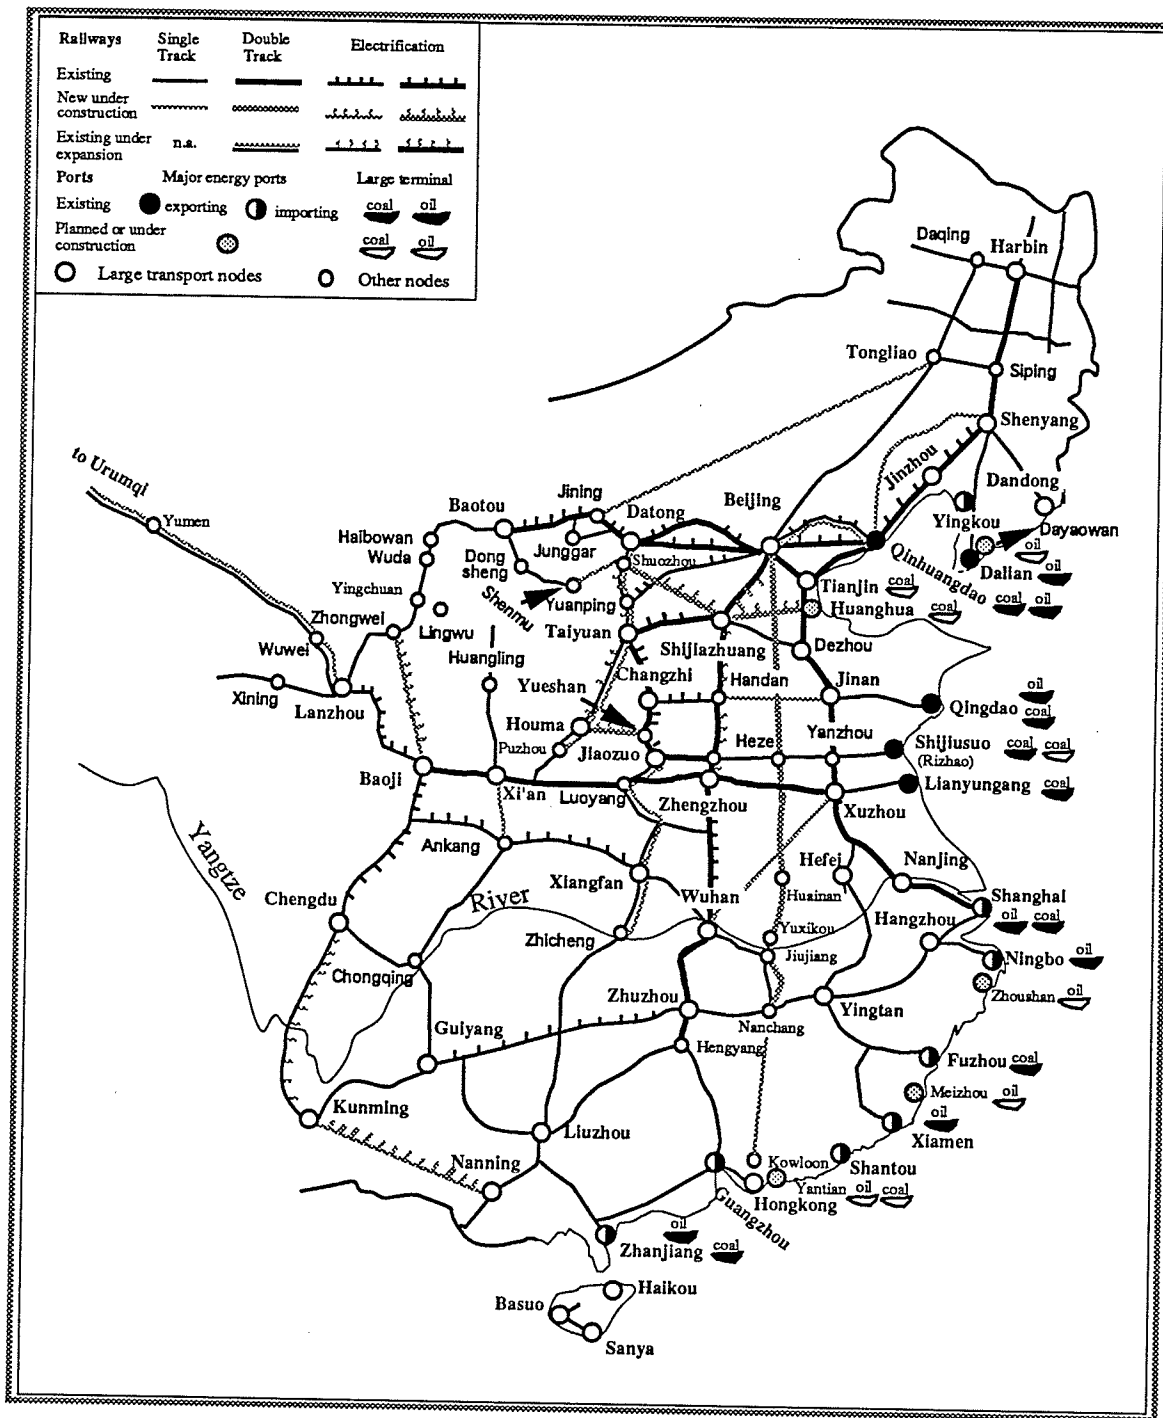 Railways Single Track Double Track Electrification
Existing
New under construction
Existing under expansion n.a.
Ports Major energy ports Large terminal
Existing exporting importing coal oil
Planned or under construction coal oil
Large transport nodes Other nodes
Daqing
Harbin
Tongliao
Siping
Shenyang
to Urumqi
Yumen
Jinzhou
Dandong
Yingkou
Dayaowan
oil
Dalian
oil
Qinhuangdao
coal oil
Baotou
Jining
Datong
Beijing
Haibowan
Wuda
Dong sheng
Junggar
Shuozhou
Shenmu
Yuanping
Tianjin
coal
Huanghua
coal
Yingchuan
Lingwu
Zhongwei
Wuwei
Huangling
Taiyuan
Shijiazhuang
Dezhou
Xining
Lanzhou
Yueshan
Changzhi
Handan
Jinan
oil
Qingdao
coal
Houma
Puzhou
Jiaozuo
Heze
Yanzhou
Shijiusuo
(Rizhao)
coal coal
Baoji
Xi'an
Luoyang
Zhengzhou
Xuzhou
Lianyungang
coal
Yangtze
River
Ankang
Xiangfan
Wuhan
Hefei
Nanjing
Huainan
Shanghai
oil coal
Chengdu
Chongqing
Zhicheng
Yuxikou
Jiujiang
Hangzhou
Ningbo
oil
Zhoushan
oil
Zhuzhou
Nanchang
Yingtan
Guiyang
Hengyang
Fuzhou
coal
Meizhou
oil
oil
Xiamen
Kunming
Liuzhou
Nanning
Kowloon
Shantou
Yantian
oil coal
Hongkong
Guangzhou
oil
Zhanjiang
coal
Haikou
Basuo
Sanya